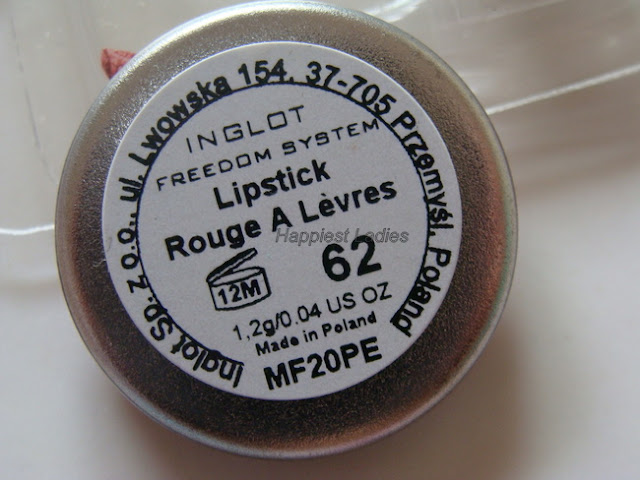 Inglot Sp. z.o.o., ul. Lwowska 154, 37-705 Przemyśl, Poland
INGLOT
FREEDOM SYSTEM
Lipstick
Rouge A Lèvres
Happiest Ladies
62
12M
1,2g/0.04 US OZ
Made in Poland
MF20PE